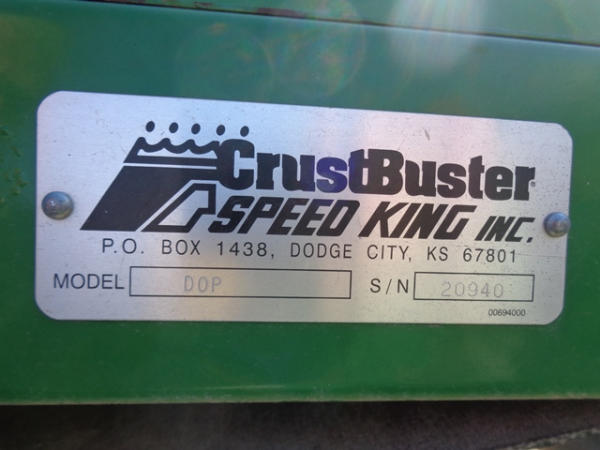 CrustBuster®
SPEED KING INC.
P.O. BOX 1438, DODGE CITY, KS 67801
MODEL DOP S/N 20940
00694000